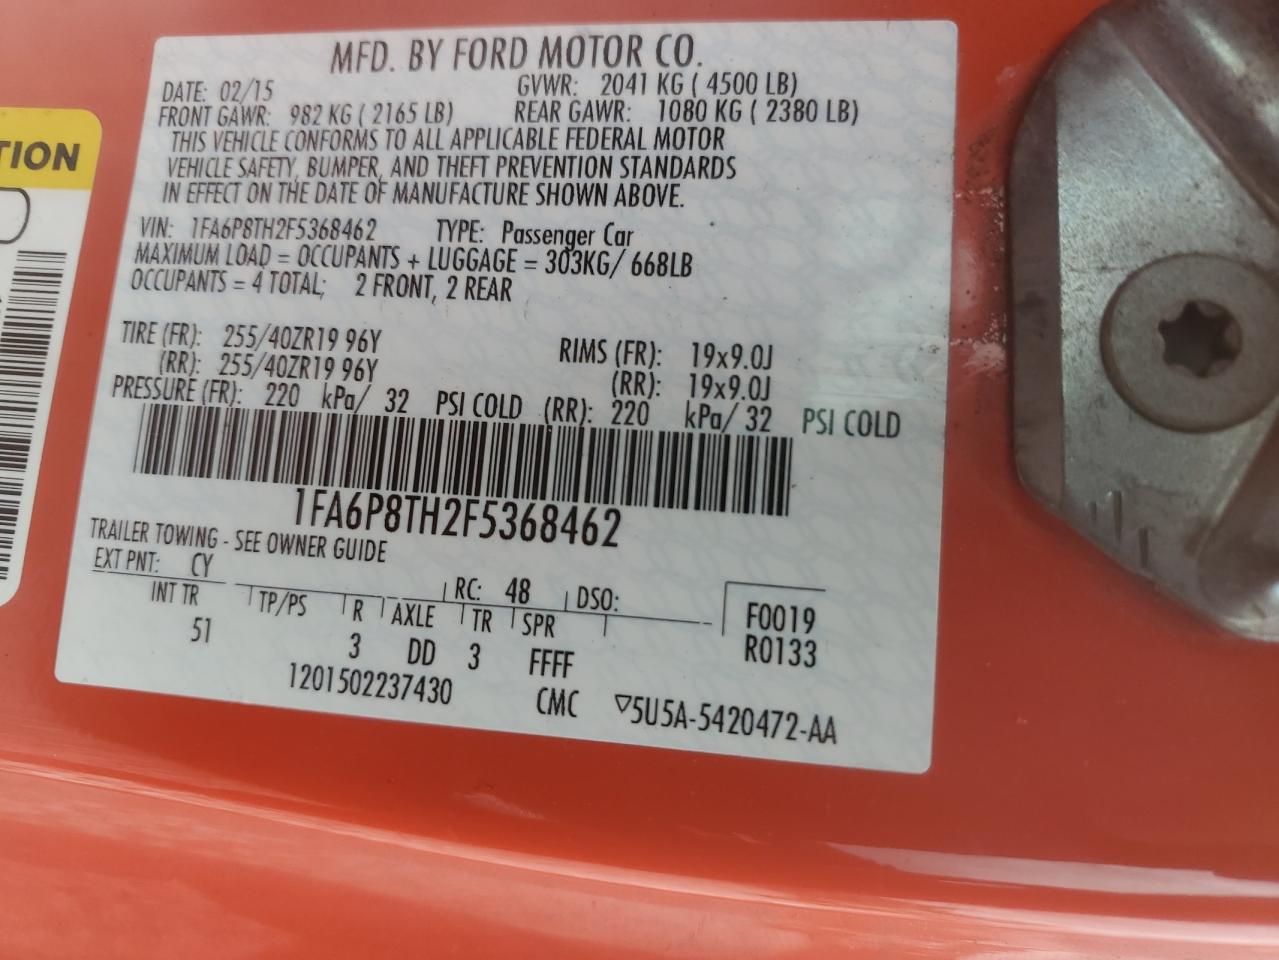 TION
MFD. BY FORD MOTOR CO.
DATE: 02/15 GVWR: 2041 KG ( 4500 LB)
FRONT GAWR: 982 KG ( 2165 LB) REAR GAWR: 1080 KG ( 2380 LB)
THIS VEHICLE CONFORMS TO ALL APPLICABLE FEDERAL MOTOR
VEHICLE SAFETY, BUMPER, AND THEFT PREVENTION STANDARDS
IN EFFECT ON THE DATE OF MANUFACTURE SHOWN ABOVE.
VIN: 1FA6P8TH2F5368462 TYPE: Passenger Car
MAXIMUM LOAD = OCCUPANTS + LUGGAGE = 303KG/ 668LB
OCCUPANTS = 4 TOTAL; 2 FRONT, 2 REAR
TIRE (FR): 255/40ZR19 96Y RIMS (FR): 19x9.0J
(RR): 255/40ZR19 96Y (RR): 19x9.0J
PRESSURE (FR): 220 kPa/ 32 PSI COLD (RR): 220 kPa/ 32 PSI COLD
1FA6P8TH2F5368462
TRAILER TOWING - SEE OWNER GUIDE
EXT PNT: CY RC: 48 DSO:
INT TR TP/PS R AXLE TR SPR F0019
51 3 DD 3 FFFF R0133
1201502237430 CMC ▽5U5A-5420472-AA